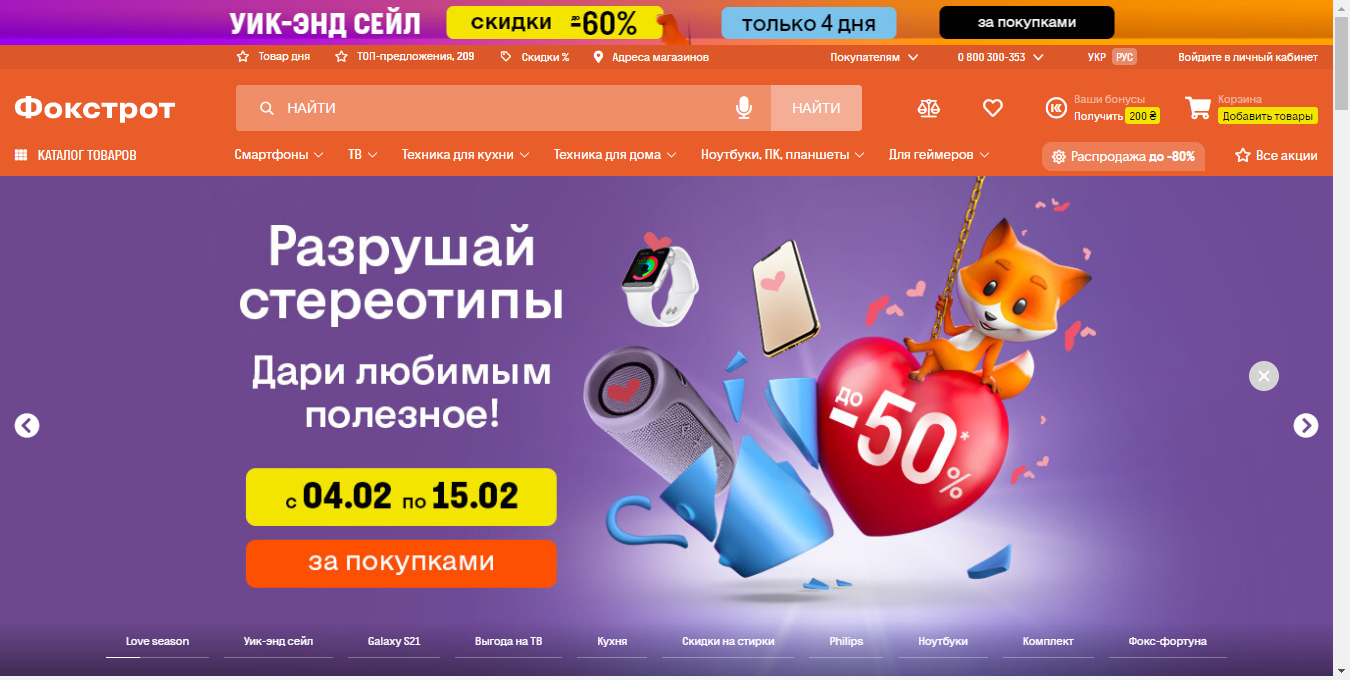 УИК-ЭНД СЕЙЛ СКИДКИ ДО -60% ТОЛЬКО 4 ДНЯ за покупками
Товар дня ТОП-предложения, 209 Скидки % Адреса магазинов Покупателям 0 800 300-353 УКР РУС Войдите в личный кабинет
Фокстрот НАЙТИ НАЙТИ
Ваши бонусы Корзина
Получить 200 ₴ Добавить товары
КАТАЛОГ ТОВАРОВ Смартфоны ТВ Техника для кухни Техника для дома Ноутбуки, ПК, планшеты Для геймеров Распродажа до -80% Все акции
Разрушай
стереотипы
Дари любимым
полезное!
с 04.02 по 15.02
за покупками
до
-50*
%
Love season Уик-энд сейл Galaxy S21 Выгода на ТВ Кухня Скидки на стирки Philips Ноутбуки Комплект Фокс-фортуна